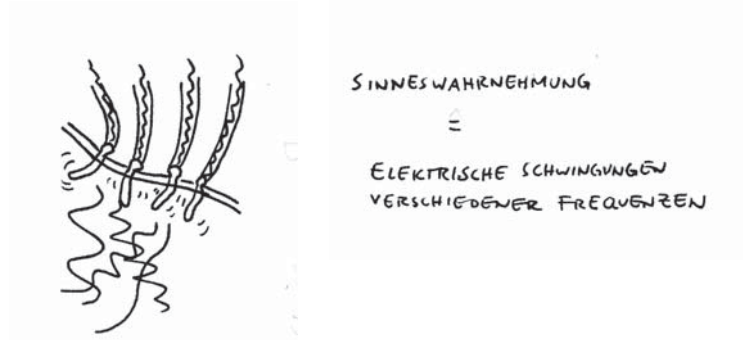 SINNESWAHRNEHMUNG
=
ELEKTRISCHE SCHWINGUNGEN
VERSCHIEDENER FREQUENZEN